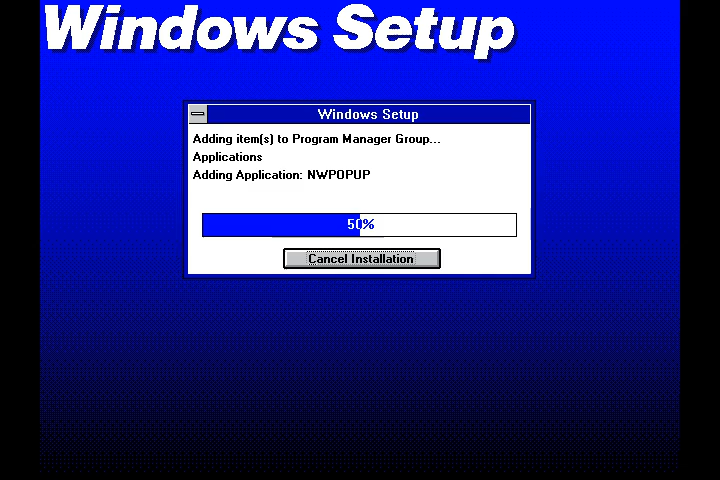 Windows Setup
Windows Setup
Adding item(s) to Program Manager Group...
Applications
Adding Application: NWPOPUP
50%
Cancel Installation